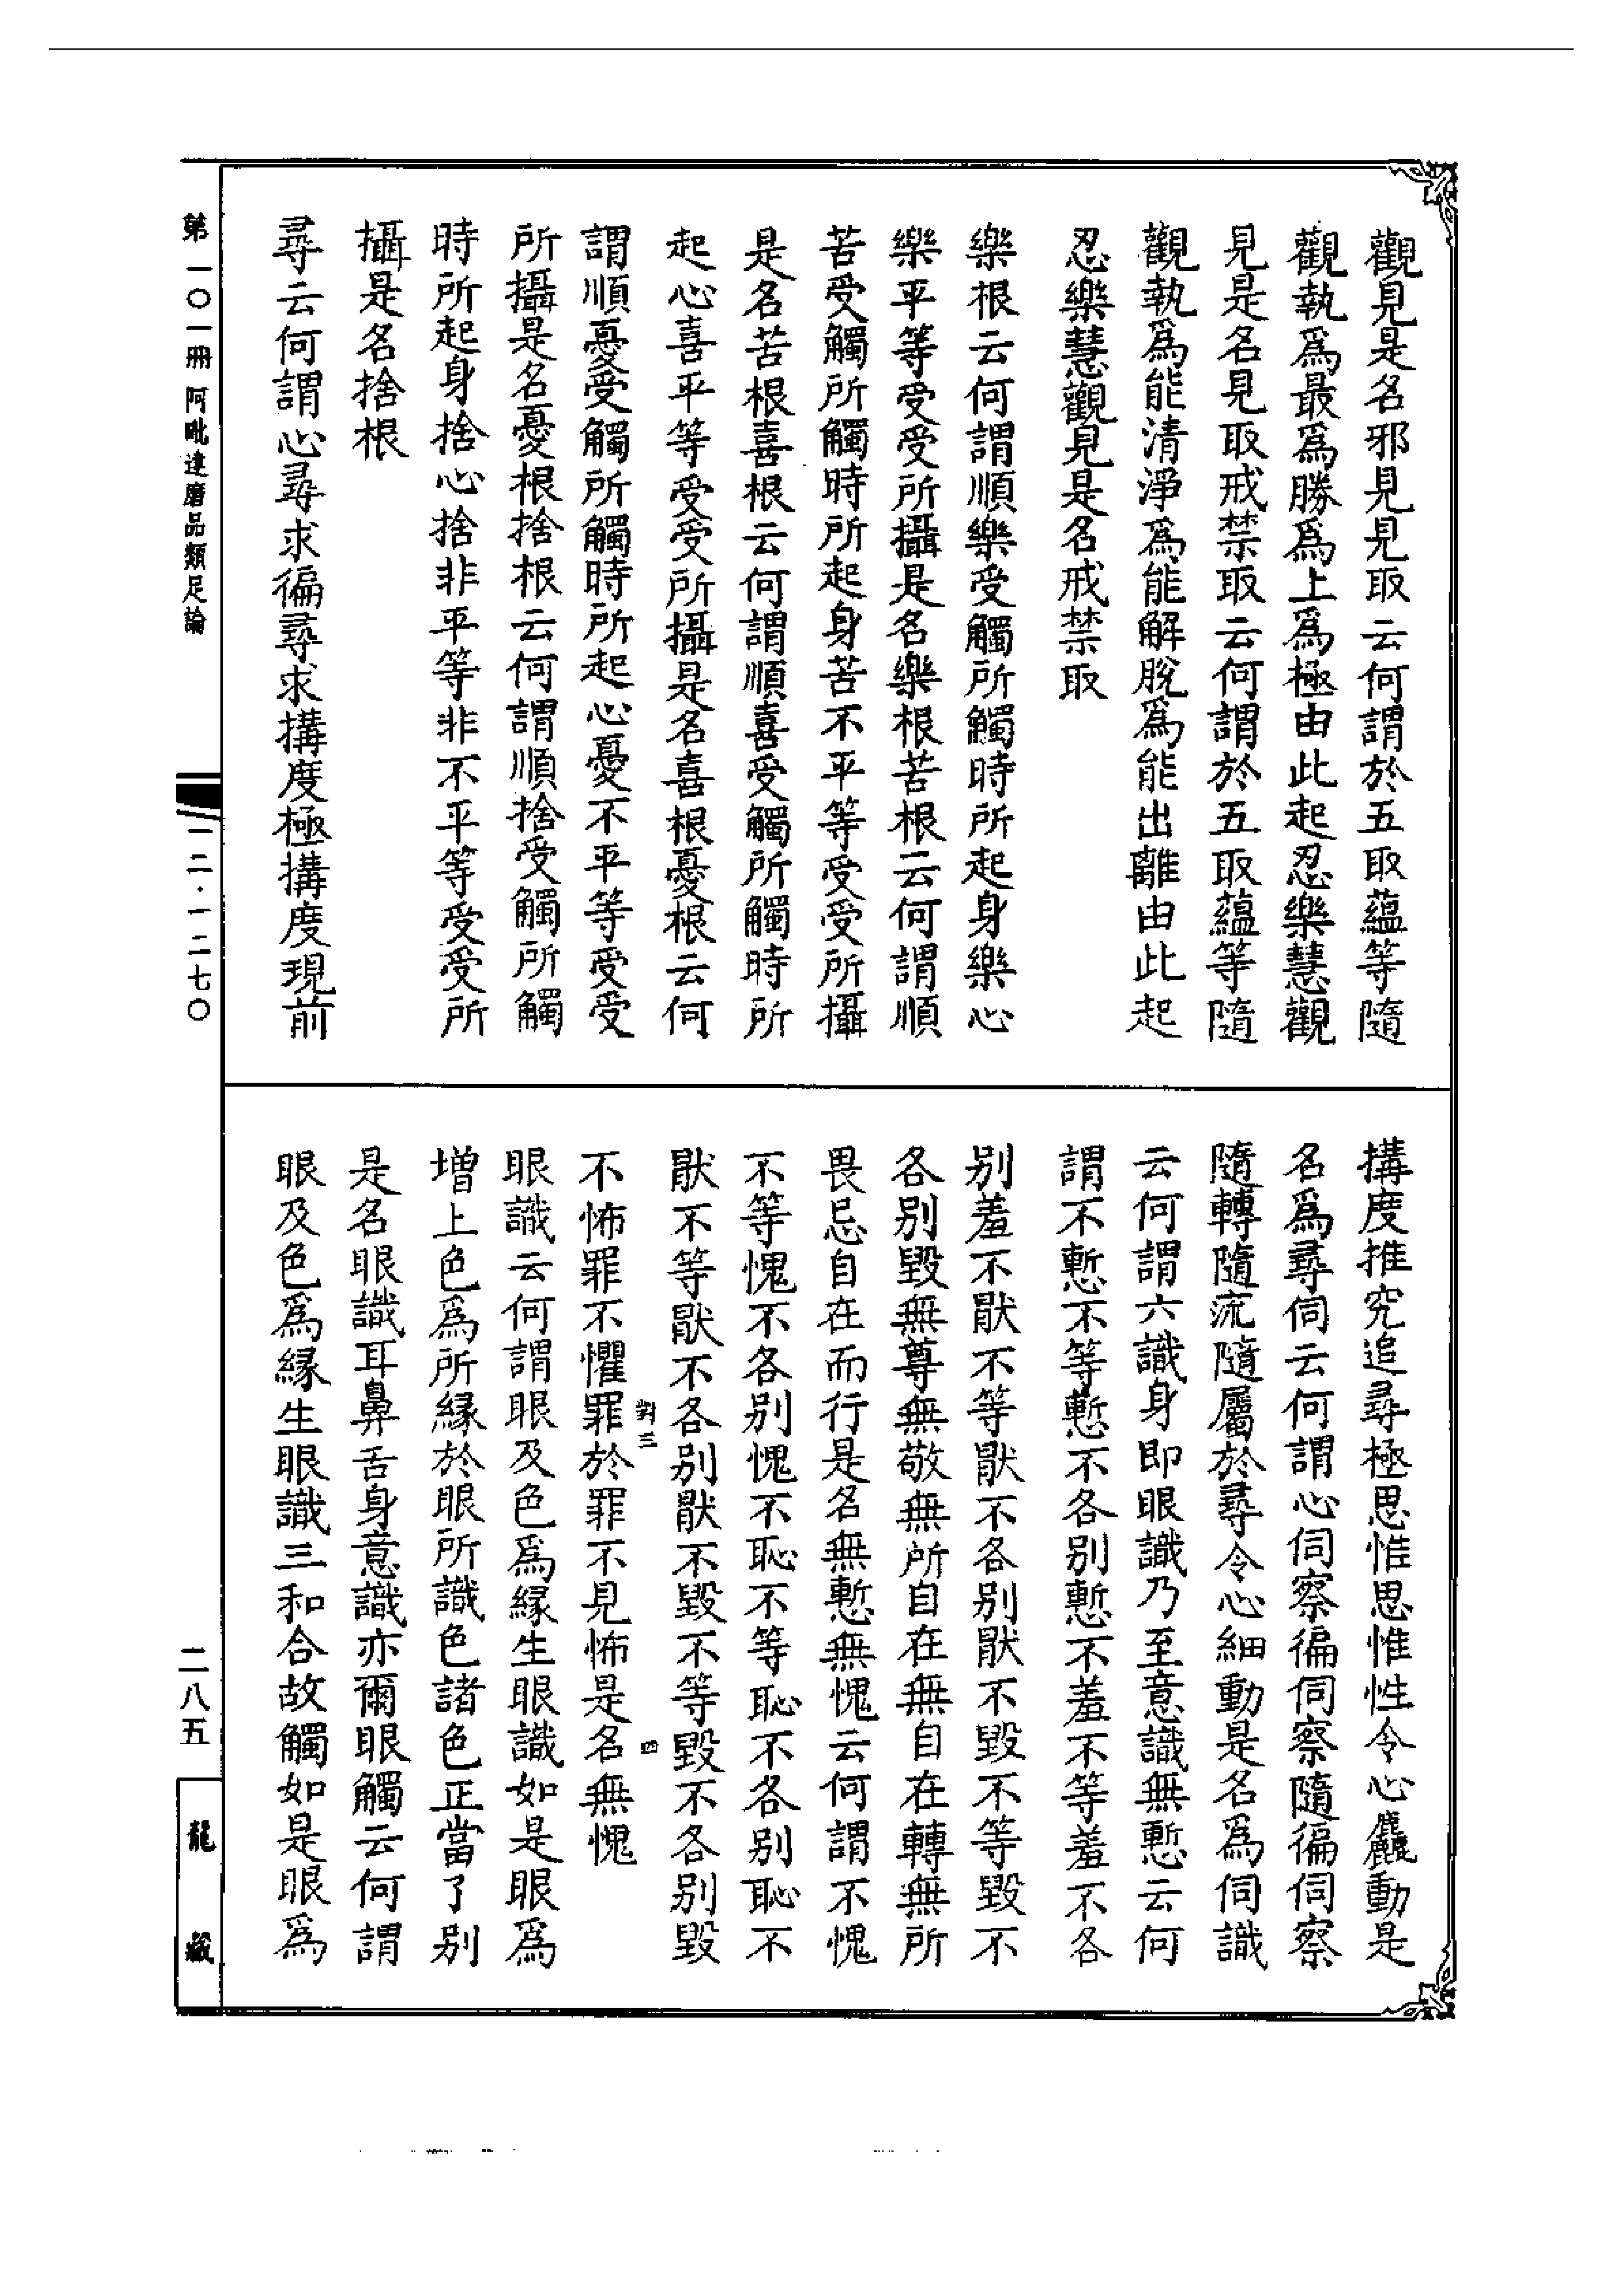 觀見是名邪見見取云何謂於五取蘊等隨
觀執爲最爲勝爲上爲極由此起忍樂慧觀
見是名見取戒禁取云何謂於五取蘊等隨
觀執爲能清淨爲能解脫爲能出離由此起
忍樂慧觀見是名戒禁取
樂根云何謂順樂受觸所觸時所起身樂心
樂平等受受所攝是名樂根苦根云何謂順
苦受觸所觸時所起身苦不平等受受所攝
是名苦根喜根云何謂順喜受觸所觸時所
起心喜平等受受所攝是名喜根憂根云何
謂順憂受觸所觸時所起心憂不平等受受
所攝是名憂根捨根云何謂順捨受觸所觸
時所起身捨心捨非平等非不平等受受所
攝是名捨根
尋云何謂心尋求徧尋求搆度極搆度現前
搆度推究追尋極思惟思惟性令心麤動是
名爲尋伺云何謂心伺察徧伺察隨徧伺察
隨轉隨流隨屬於尋令心細動是名爲伺識
云何謂六識身即眼識乃至意識無慙云何
謂不慙不等慙不各別慙不羞不等羞不各
別羞不猒不等猒不各別猒不毀不等毀不
各別毀無尊無敬無所自在無自在轉無所
畏忌自在而行是名無慙無愧云何謂不愧
不等愧不各別愧不恥不等恥不各別恥不
猒不等猒不各別猒不毀不等毀不各別毀
不怖罪不懼罪於罪不見怖是名無愧
對三
四
眼識云何謂眼及色爲緣生眼識如是眼爲
增上色爲所緣於眼所識色諸色正當了別
是名眼識耳鼻舌身意識亦爾眼觸云何謂
眼及色爲緣生眼識三和合故觸如是眼爲
第一〇一冊 阿毗達磨品類足論
一二·一二七〇
二八五
龍藏